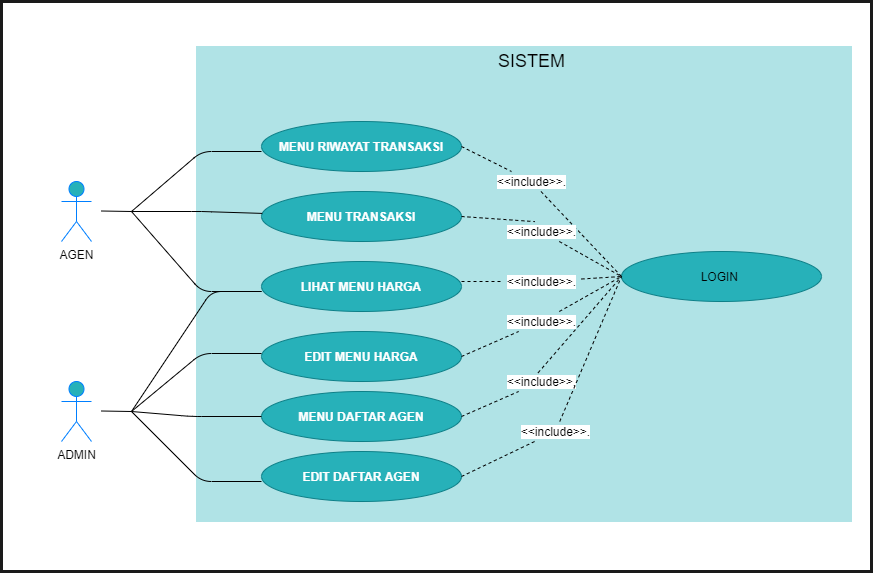 SISTEM
MENU RIWAYAT TRANSAKSI
<<include>>.
AGEN
MENU TRANSAKSI
<<include>>.
LIHAT MENU HARGA
<<include>>.
LOGIN
<<include>>.
EDIT MENU HARGA
<<include>>.
ADMIN
MENU DAFTAR AGEN
<<include>>.
EDIT DAFTAR AGEN